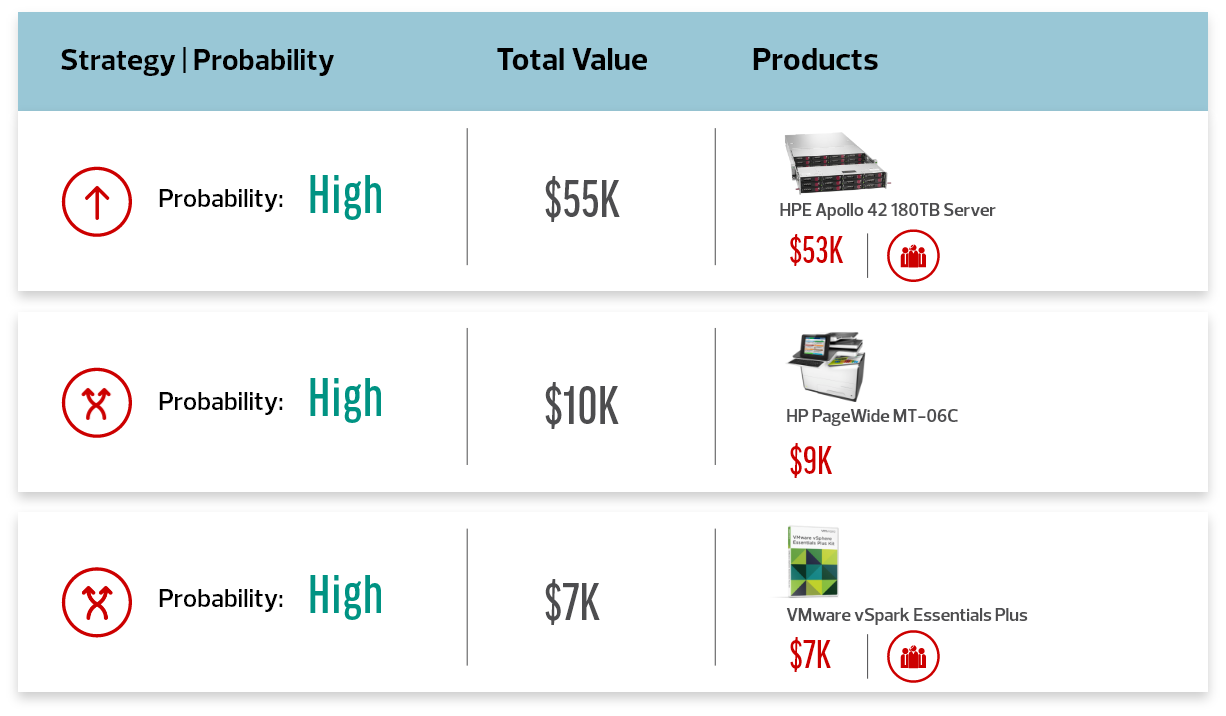 Strategy | Probability Total Value Products
Probability: High $55K
HPE Apollo 42 180TB Server
$53K
Probability: High $10K
HP PageWide MT-06C
$9K
VMware vSphere
Essentials Plus Kit
Probability: High $7K
VMware vSpark Essentials Plus
$7K